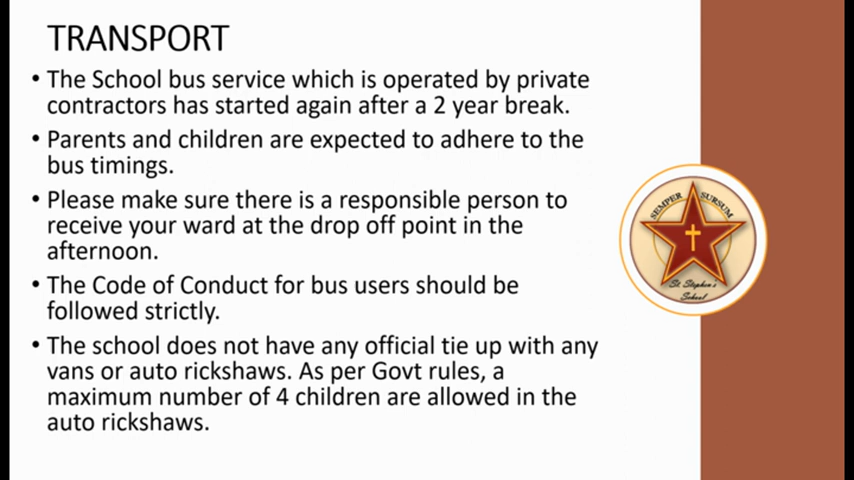 TRANSPORT
• The School bus service which is operated by private
contractors has started again after a 2 year break.
• Parents and children are expected to adhere to the
bus timings.
• Please make sure there is a responsible person to
receive your ward at the drop off point in the
afternoon.
• The Code of Conduct for bus users should be
followed strictly.
• The school does not have any official tie up with any
vans or auto rickshaws. As per Govt rules, a
maximum number of 4 children are allowed in the
auto rickshaws.
SEMPER SURSUM
St. Stephen's
School